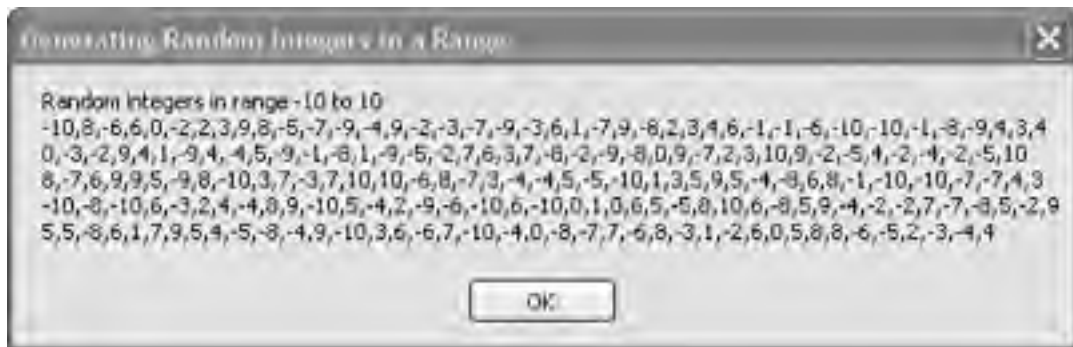 Generating Random Integers in a Range
Random integers in range -10 to 10
-10,8,-6,6,0,-2,2,3,9,8,-5,-7,-9,-4,9,-2,-3,-7,-9,-3,6,1,-7,9,-8,2,3,4,6,-1,-1,-6,-10,-10,-1,-8,-9,4,3,4
0,-3,-2,9,4,1,-9,4,-4,5,-9,-1,-8,1,-9,-5,-2,7,6,3,7,-8,-2,-9,-8,0,9,-7,2,3,10,9,-2,-5,4,-2,-4,-2,-5,10
8,-7,6,9,9,5,-9,8,-10,3,7,-3,7,10,10,-6,8,-7,3,-4,-4,5,-5,-10,1,3,5,9,5,-4,-8,6,8,-1,-10,-10,-7,-7,4,3
-10,-8,-10,6,-3,2,4,-4,8,9,-10,5,-4,2,-9,-6,-10,6,-10,0,1,0,6,5,-5,8,10,6,-8,5,9,-4,-2,-2,7,-7,-8,5,-2,9
5,5,-8,6,1,7,9,5,4,-5,-8,-4,9,-10,3,6,-6,7,-10,-4,0,-8,-7,7,-6,8,-3,1,-2,6,0,5,8,8,-6,-5,2,-3,-4,4
OK